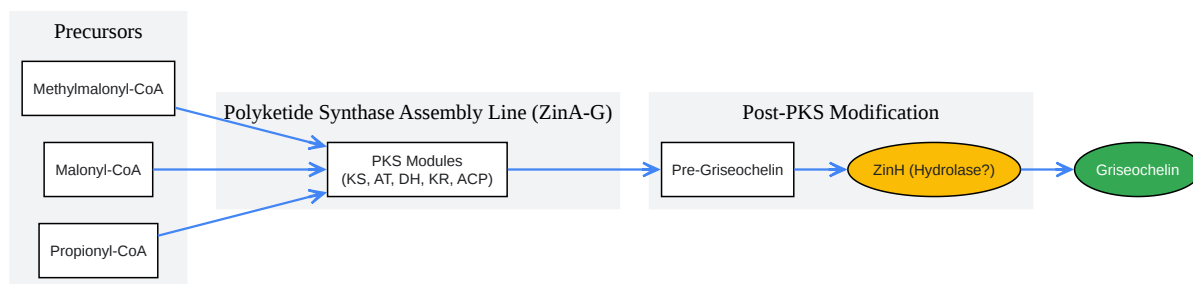 Precursors
Methylmalonyl-CoA
Malonyl-CoA
Propionyl-CoA
Polyketide Synthase Assembly Line (ZinA-G)
PKS Modules
(KS, AT, DH, KR, ACP)
Post-PKS Modification
Pre-Griseochelin
ZinH (Hydrolase?)
Griseochelin